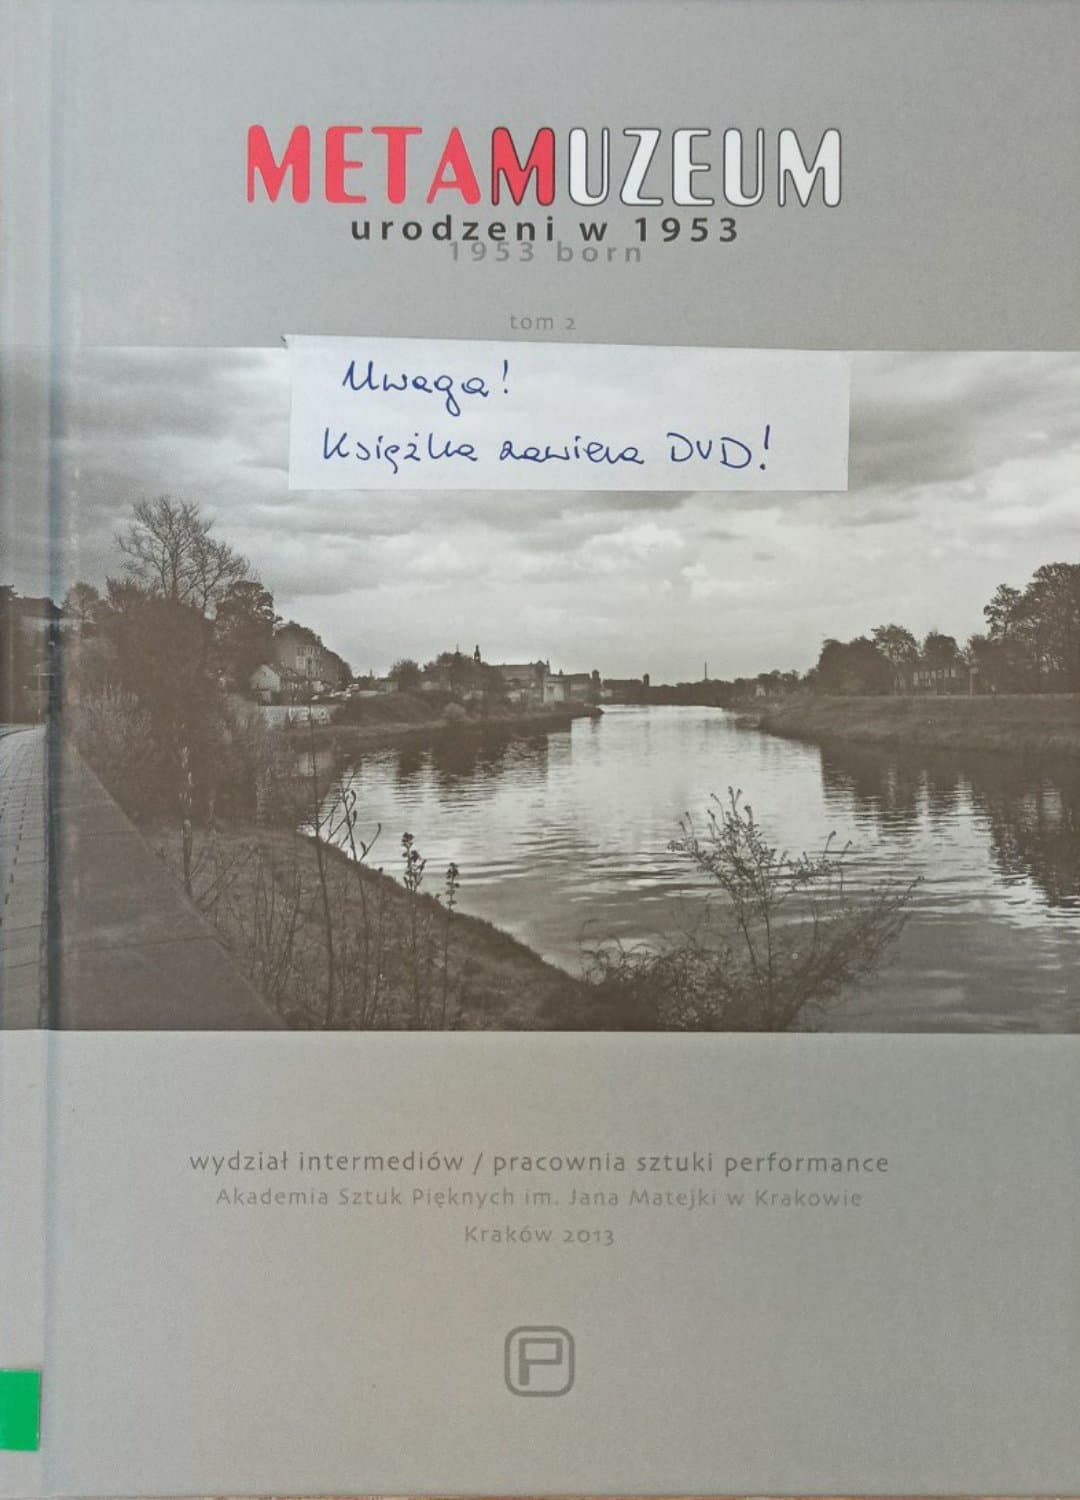 METAMUZEUM
urodzeni w 1953
1953 born
tom 2
Uwaga!
Książka zawiera DVD!
wydział intermediów / pracownia sztuki performance
Akademia Sztuk Pięknych im. Jana Matejki w Krakowie
Kraków 2013
P